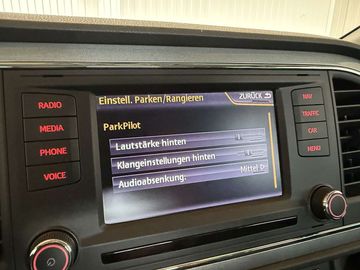 Einstell. Parken/Rangieren
ZURÜCK
ParkPilot
Lautstärke hinten
Klangeinstellungen hinten
Audioabsenkung.
Mittel
RADIO
MEDIA
PHONE
VOICE
NAV
TRAFFIC
CAR
MENU